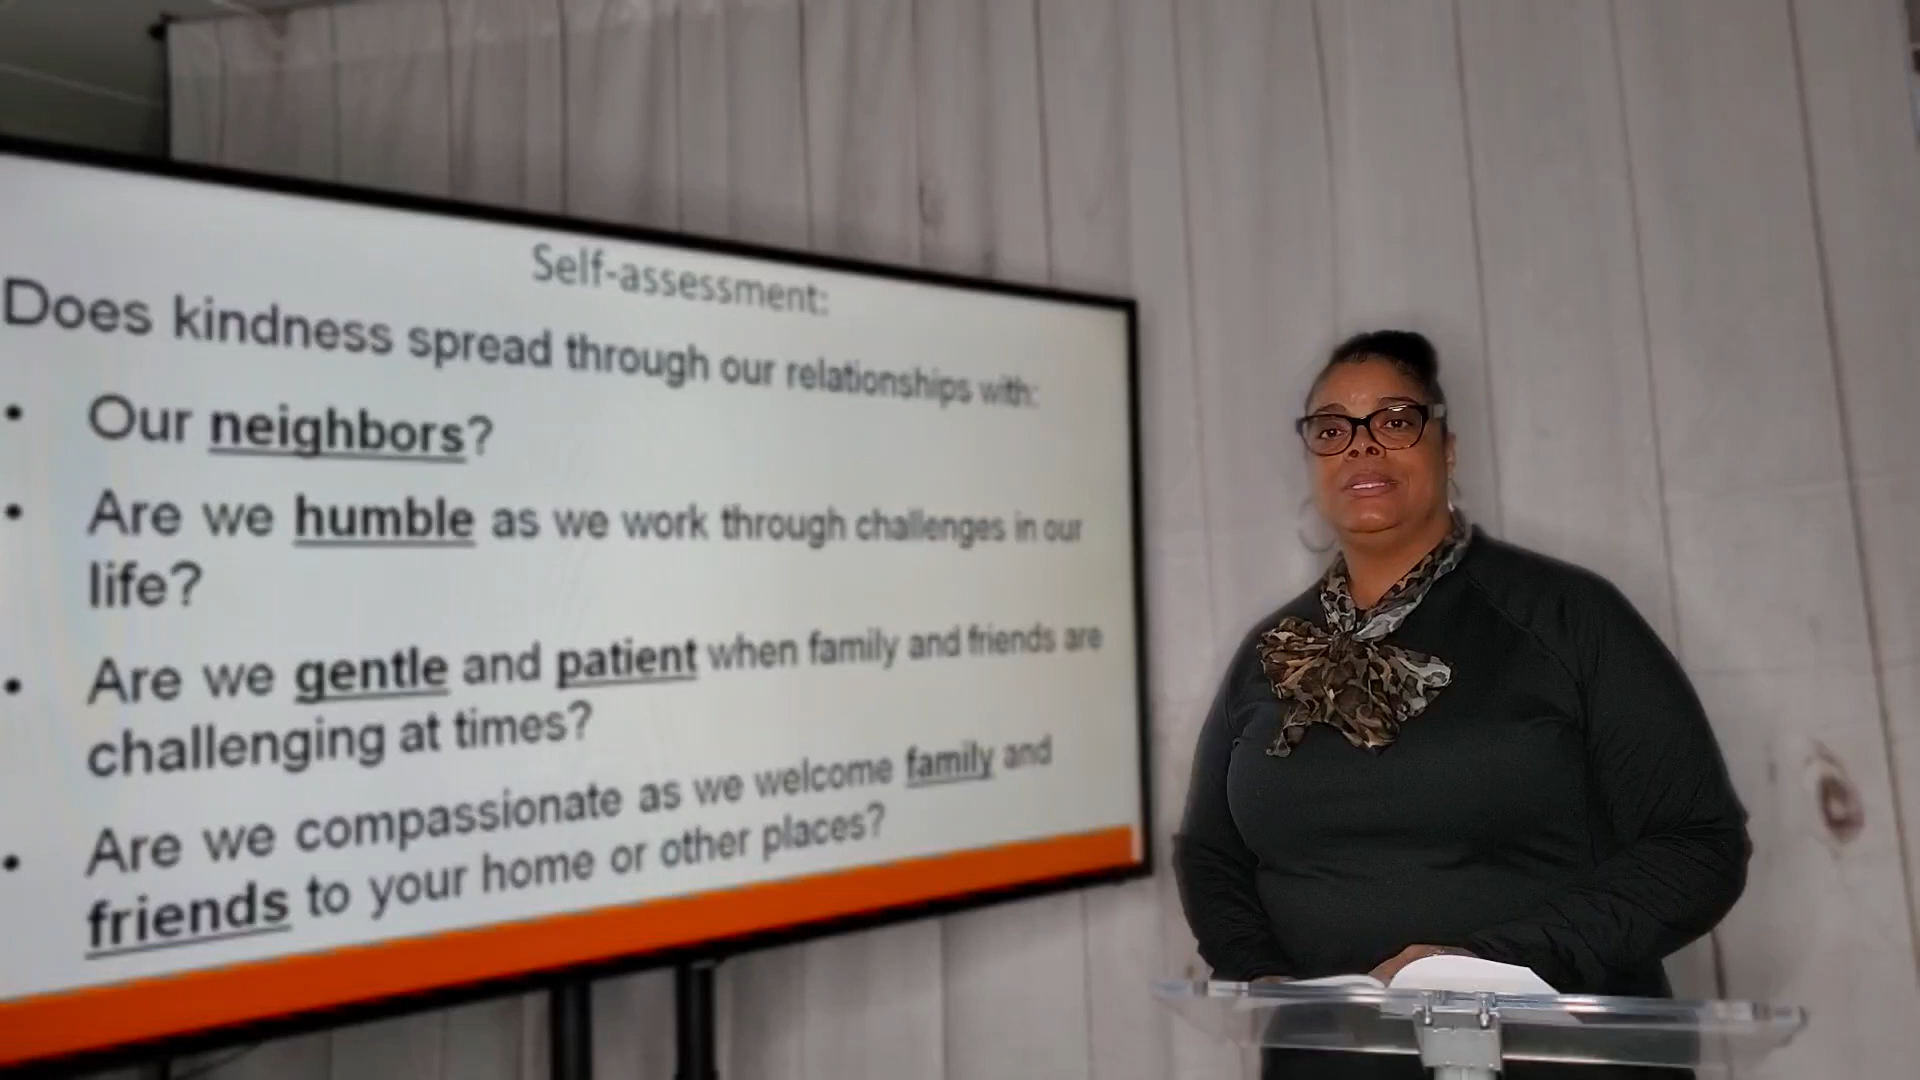 Self-assessment:
Does kindness spread through our relationships with:
• Our neighbors?
• Are we humble as we work through challenges in our
life?
• Are we gentle and patient when family and friends are
challenging at times?
• Are we compassionate as we welcome family and
friends to your home or other places?